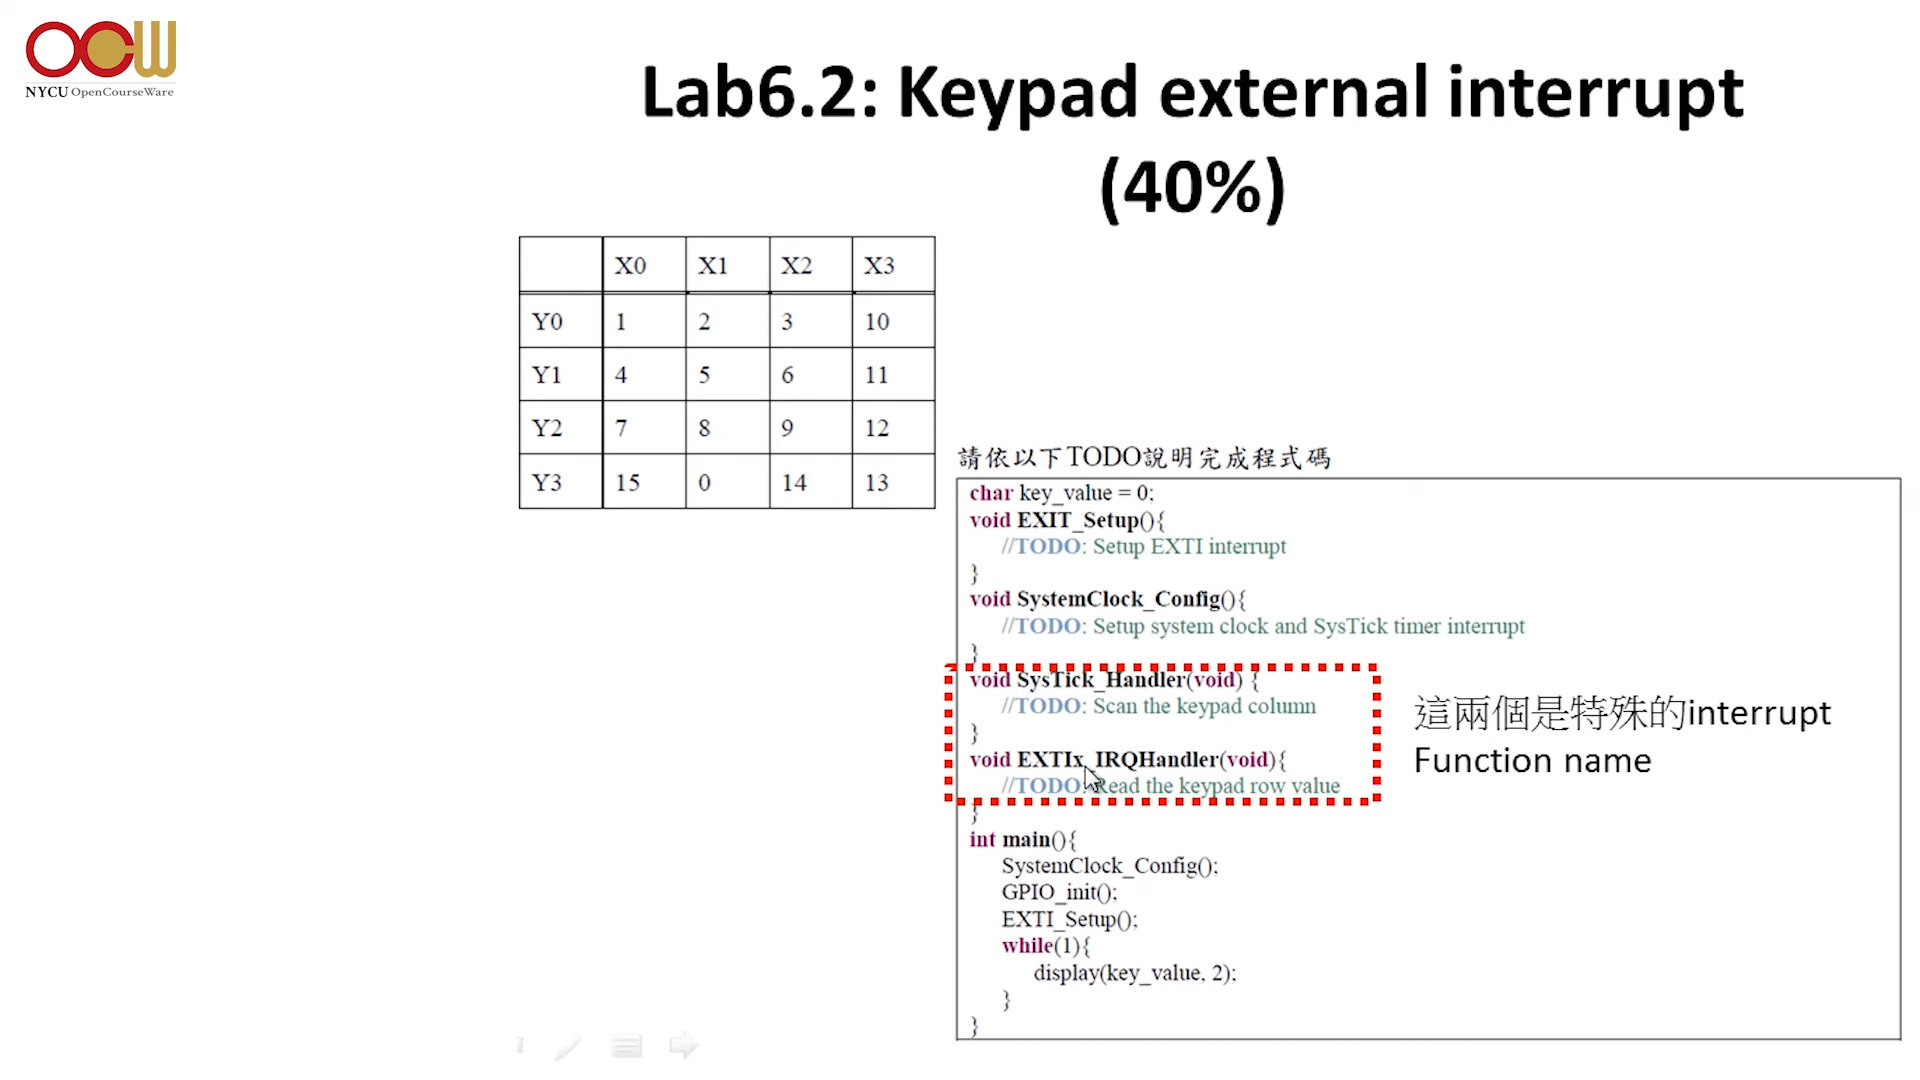 OCW
NYCU OpenCourseWare
Lab6.2: Keypad external interrupt
(40%)
X0 X1 X2 X3
Y0 1 2 3 10
Y1 4 5 6 11
Y2 7 8 9 12
Y3 15 0 14 13
請依以下TODO說明完成程式碼
char key_value = 0;
void EXIT_Setup(){
//TODO: Setup EXTI interrupt
}
void SystemClock_Config(){
//TODO: Setup system clock and SysTick timer interrupt
}
void SysTick_Handler(void) {
//TODO: Scan the keypad column
}
void EXTIx_IRQHandler(void){
//TODO: Read the keypad row value
}
這兩個是特殊的interrupt
Function name
int main(){
SystemClock_Config();
GPIO_init();
EXTI_Setup();
while(1){
display(key_value, 2);
}
}